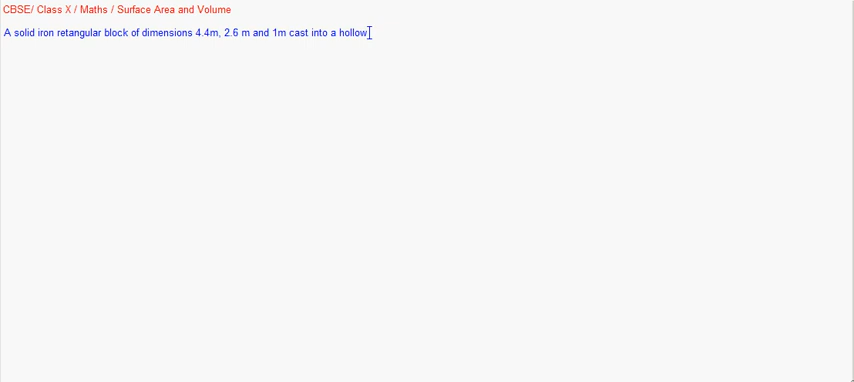 CBSE/ Class X / Maths / Surface Area and Volume
A solid iron retangular block of dimensions 4.4m, 2.6 m and 1m cast into a hollow